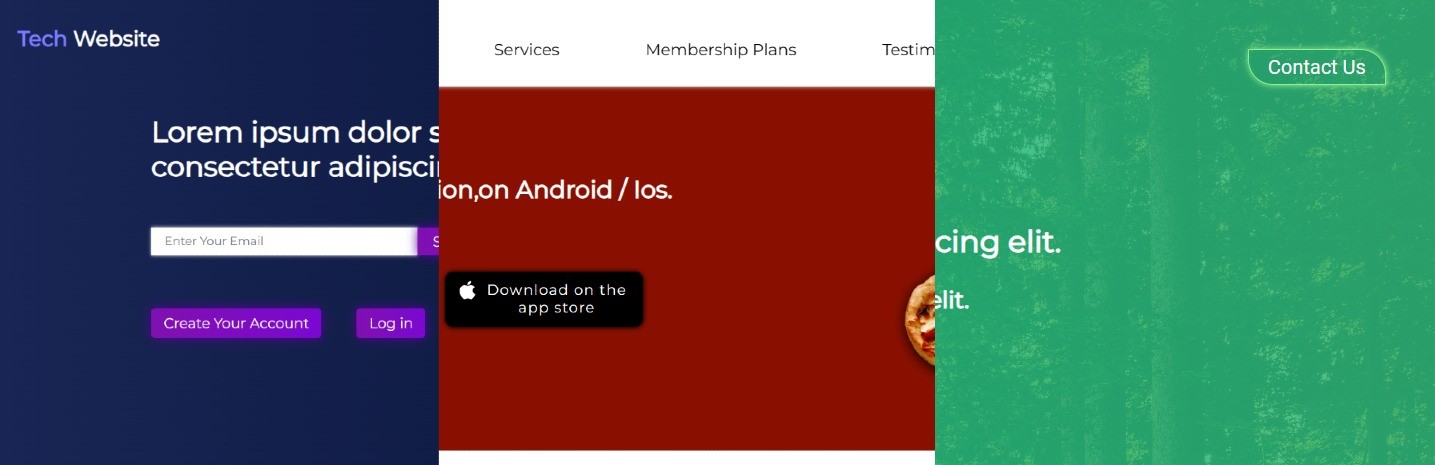 Tech Website
Lorem ipsum dolor s
consectetur adipisci
Enter Your Email
S
Create Your Account
Log in
Services
Membership Plans
Testim
ion,on Android / Ios.
Download on the
app store
Contact Us
cing elit.
elit.